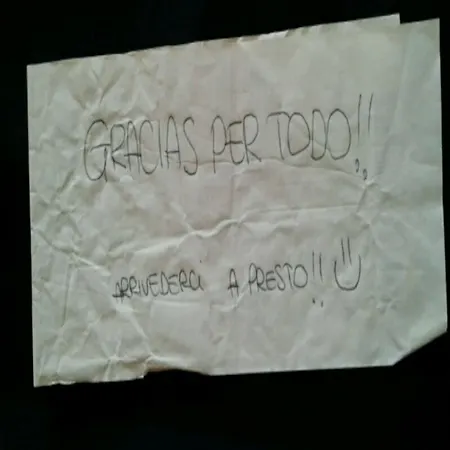 GRACIAS PER TODO!!
ARRIVEDERCI A PRESTO!! =)